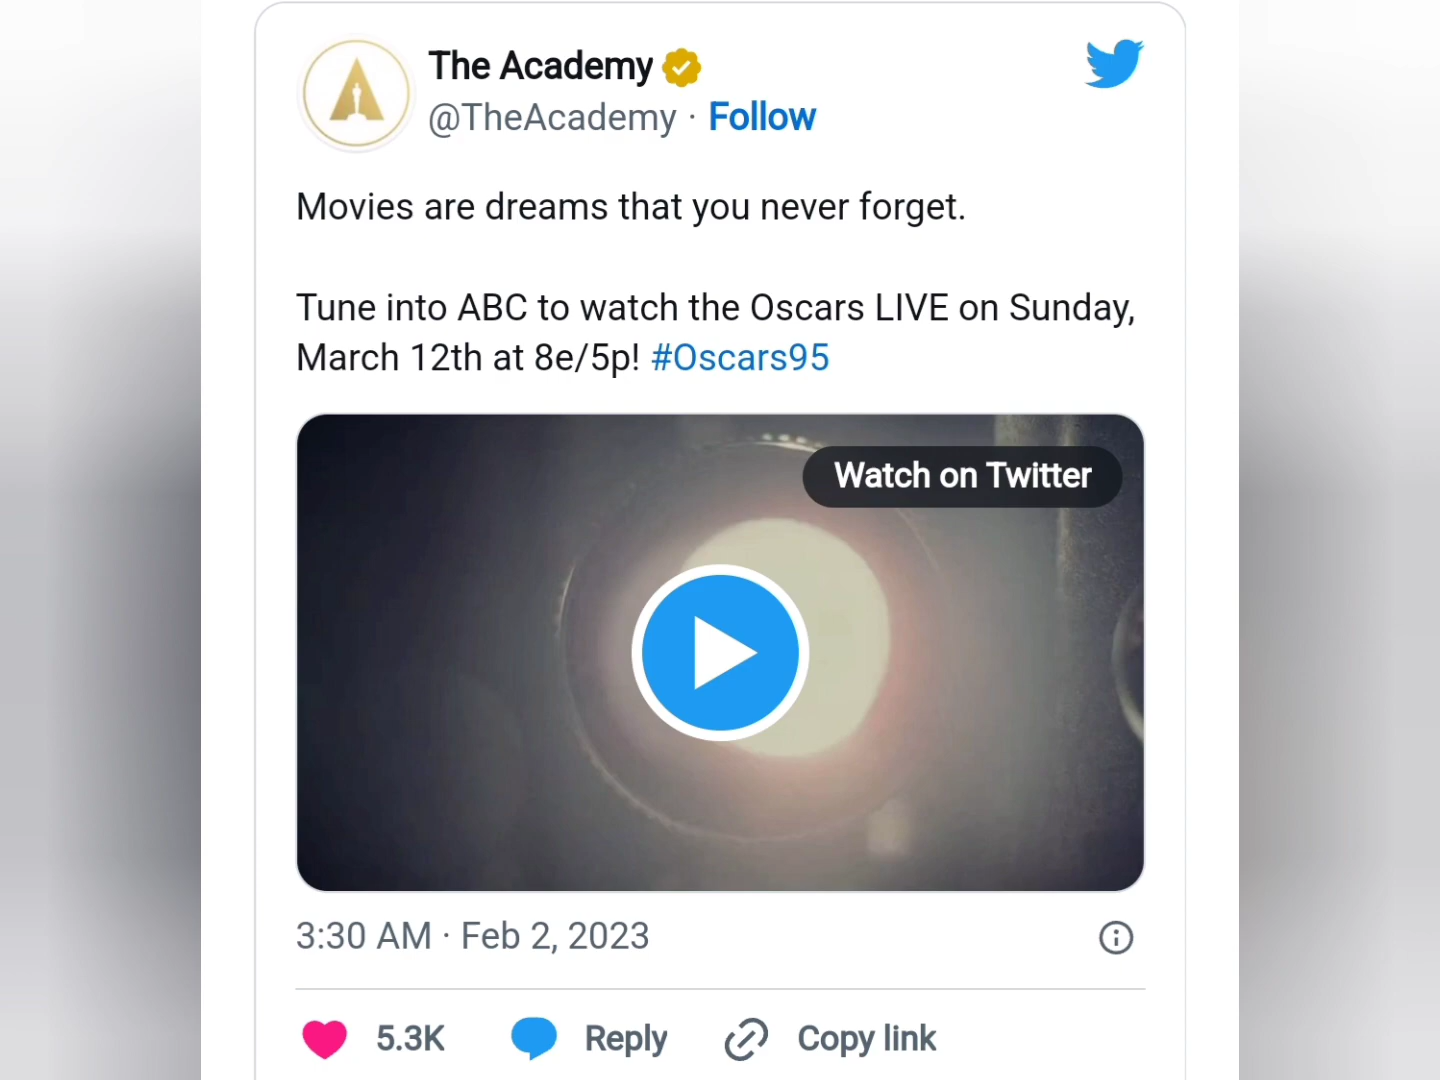 The Academy
@TheAcademy · Follow
Movies are dreams that you never forget.
Tune into ABC to watch the Oscars LIVE on Sunday,
March 12th at 8e/5p! #Oscars95
Watch on Twitter
3:30 AM · Feb 2, 2023
5.3K Reply Copy link